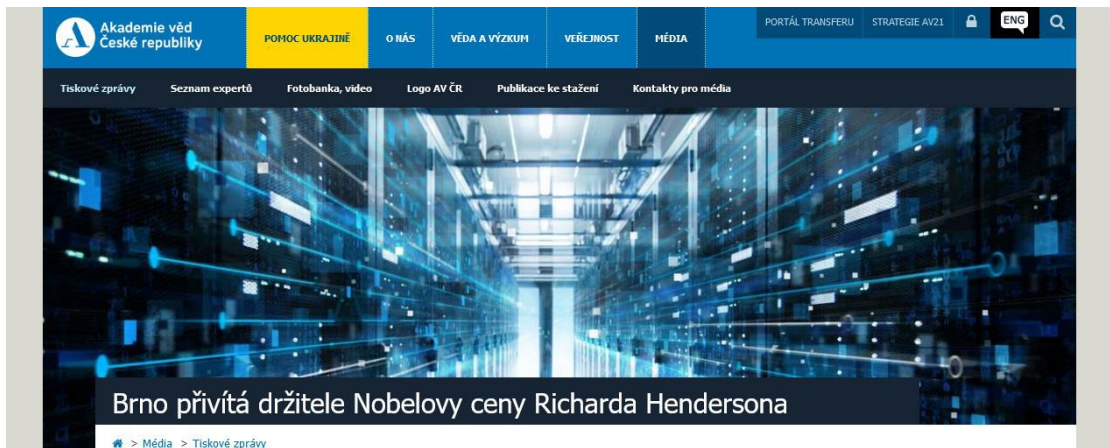 Akademie věd
České republiky
POMOC UKRAJINĚ
O NÁS
VĚDA A VÝZKUM
VEŘEJNOST
MÉDIA
PORTÁL TRANSFERU
STRATEGIE AV21
ENG
Tiskové zprávy
Seznam expertů
Fotobanka, video
Logo AV ČR
Publikace ke stažení
Kontakty pro média
Brno přivítá držitele Nobelovy ceny Richarda Hendersona
> Média > Tiskové zprávy